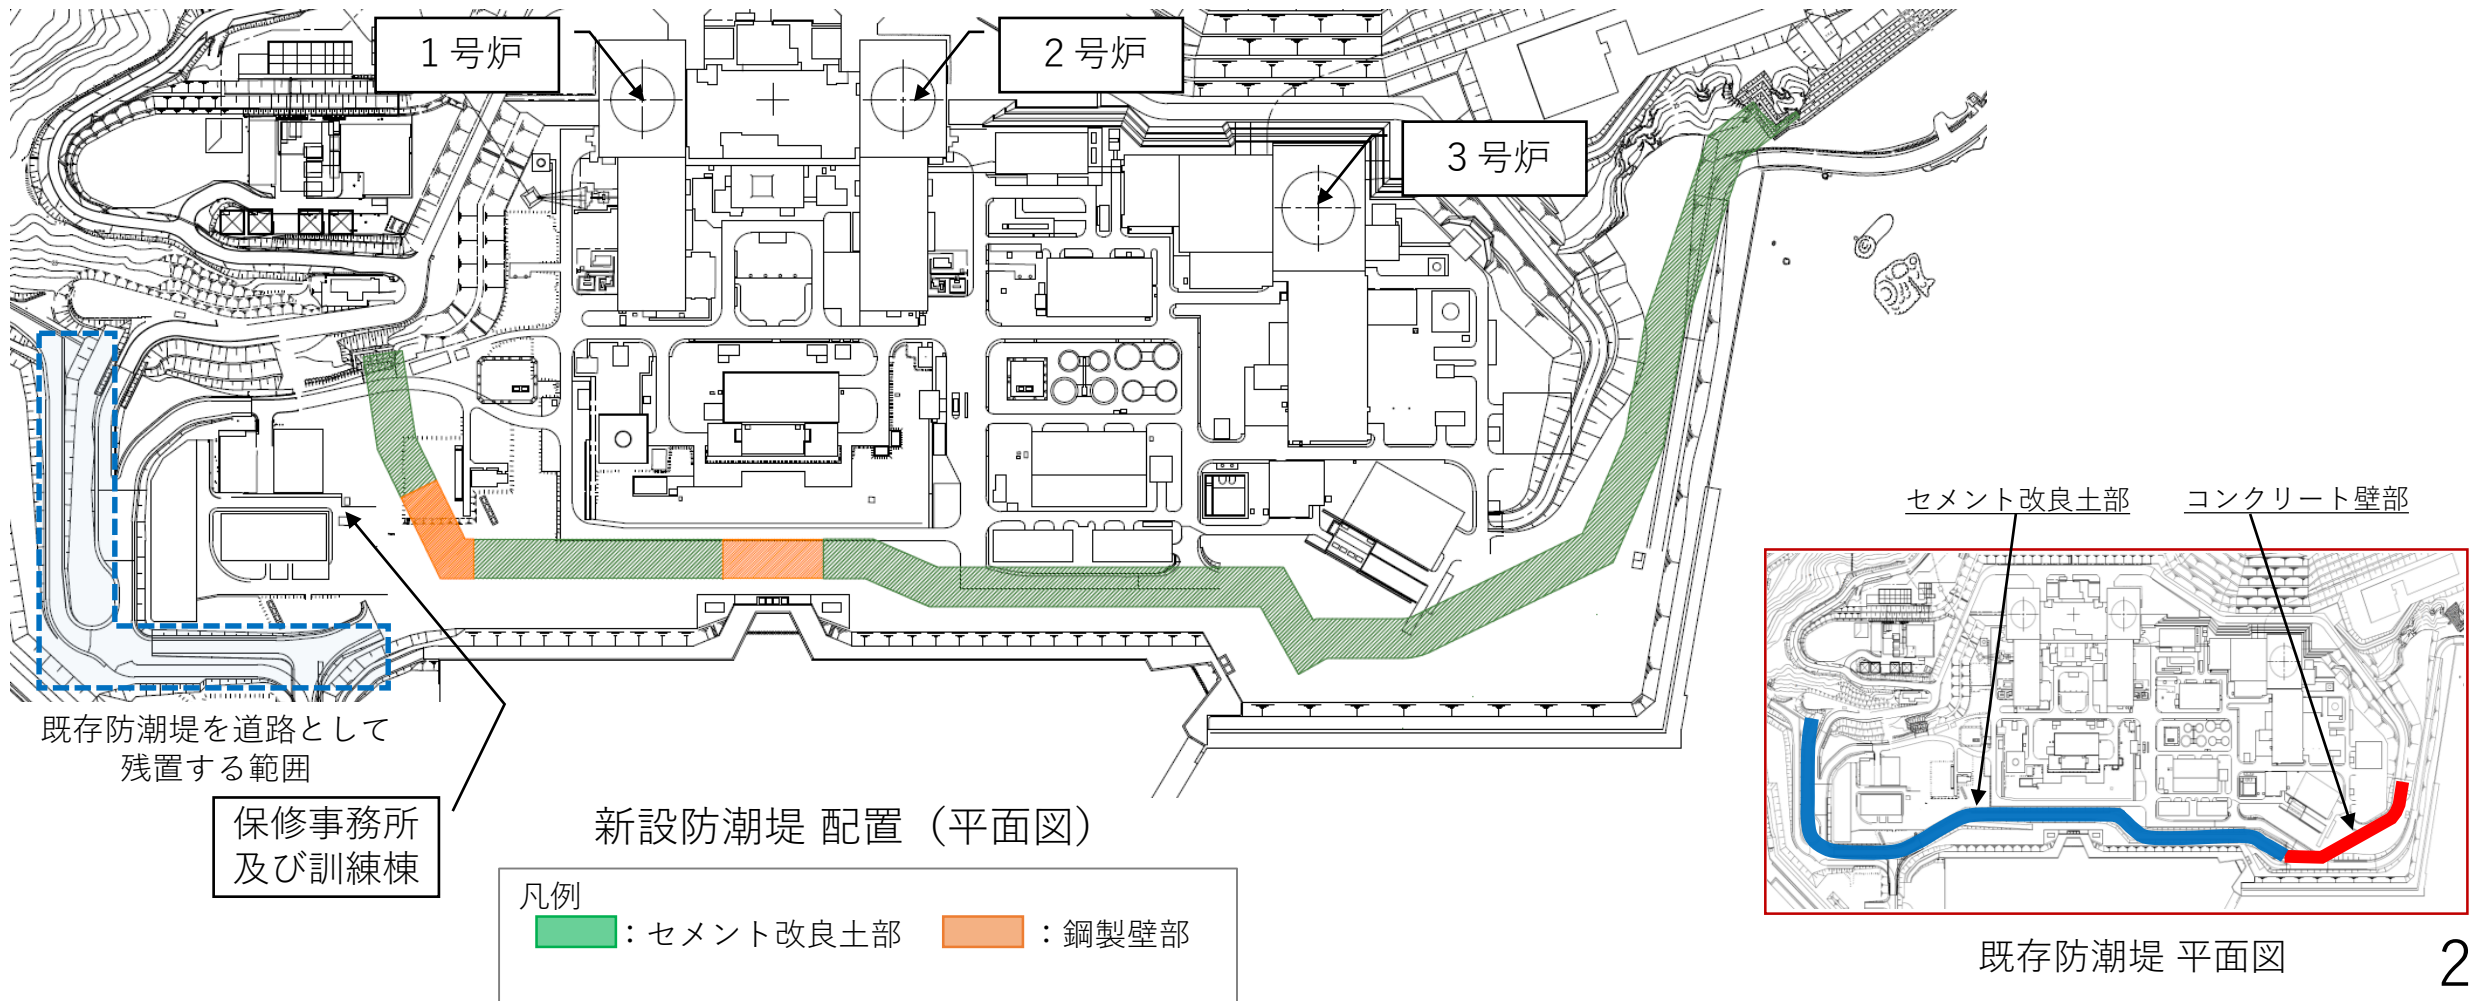 1号炉
2号炉
3号炉
既存防潮堤を道路として
残置する範囲
保修事務所
及び訓練棟
新設防潮堤 配置（平面図）
凡例
：セメント改良土部
：鋼製壁部
セメント改良土部
コンクリート壁部
既存防潮堤 平面図
2